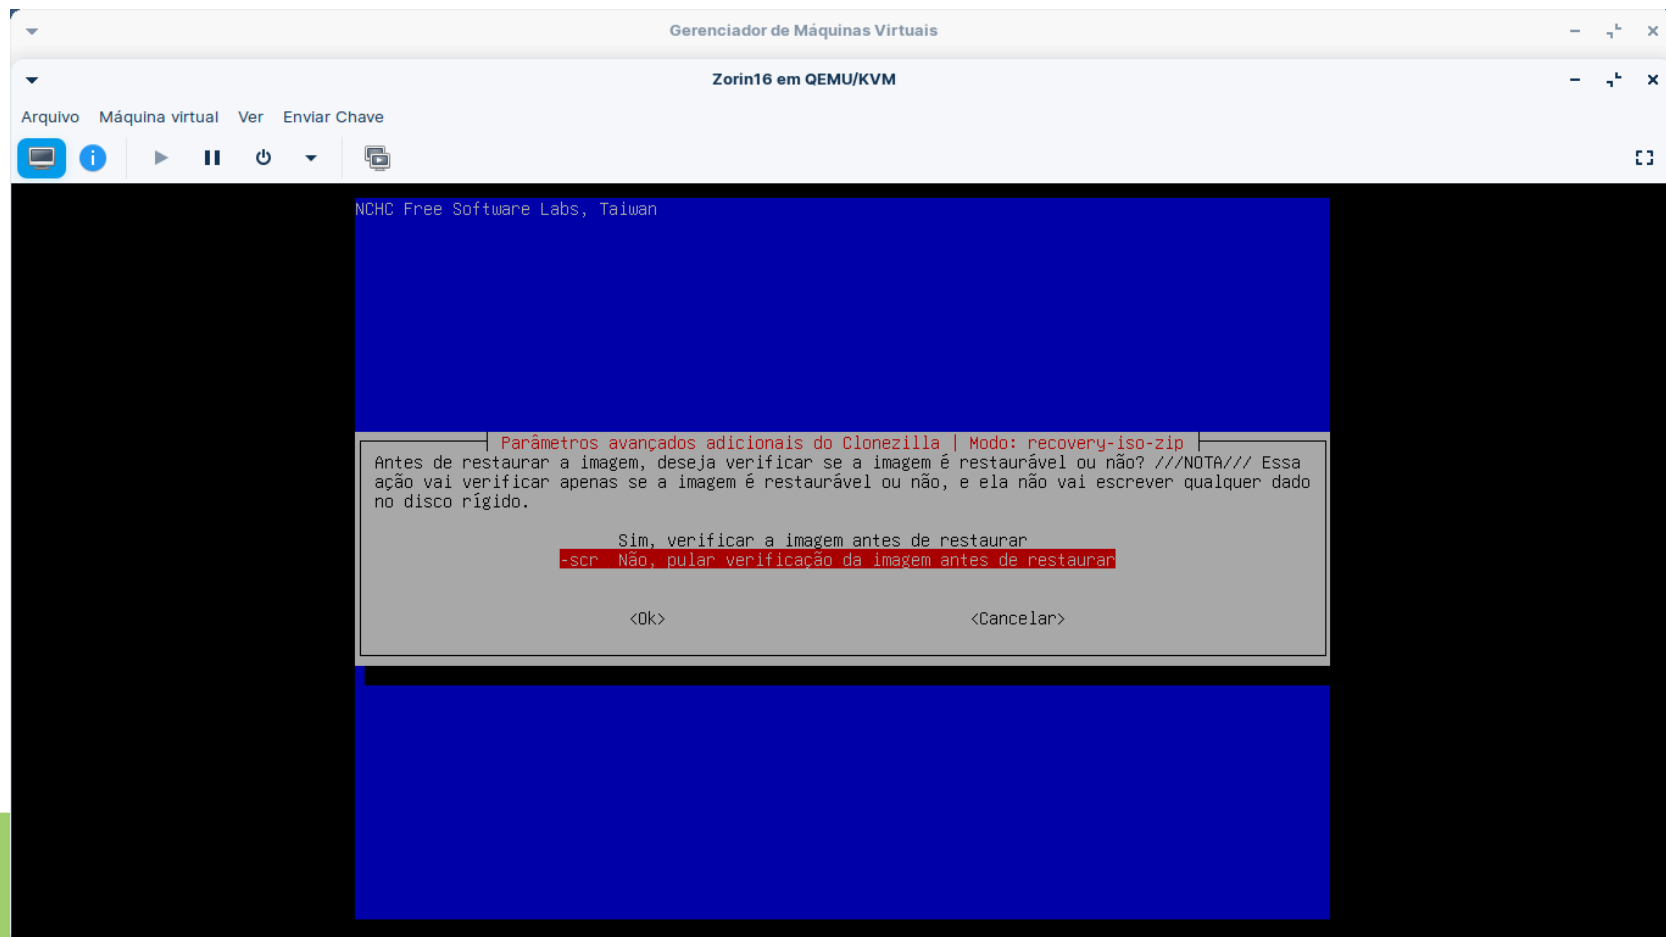 Gerenciador de Máquinas Virtuais
Zorin16 em QEMU/KVM
Arquivo Máquina virtual Ver Enviar Chave
NCHC Free Software Labs, Taiwan
Parâmetros avançados adicionais do Clonezilla | Modo: recovery-iso-zip
Antes de restaurar a imagem, deseja verificar se a imagem é restaurável ou não? ///NOTA/// Essa
ação vai verificar apenas se a imagem é restaurável ou não, e ela não vai escrever qualquer dado
no disco rígido.
Sim, verificar a imagem antes de restaurar
-scr Não, pular verificação da imagem antes de restaurar
<Ok> <Cancelar>